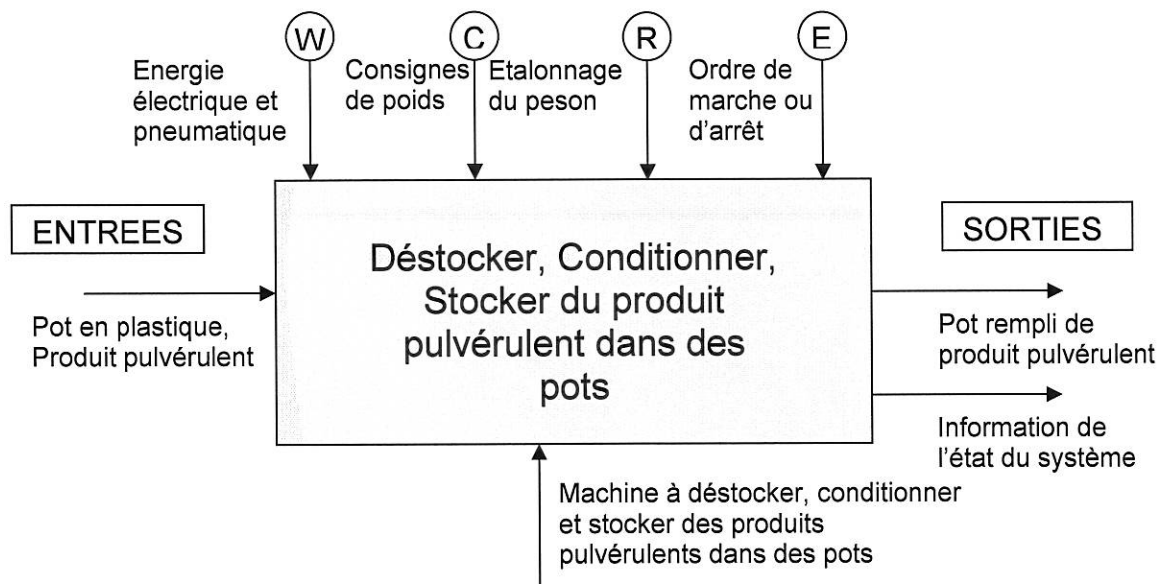 W
C
R
E
Energie
électrique et
pneumatique
Consignes
de poids
Etalonnage
du peson
Ordre de
marche ou
d'arrêt
ENTREES
SORTIES
Déstocker, Conditionner,
Stocker du produit
pulvérulent dans des
pots
Pot en plastique,
Produit pulvérulent
Pot rempli de
produit pulvérulent
Information de
l'état du système
Machine à déstocker, conditionner
et stocker des produits
pulvérulents dans des pots